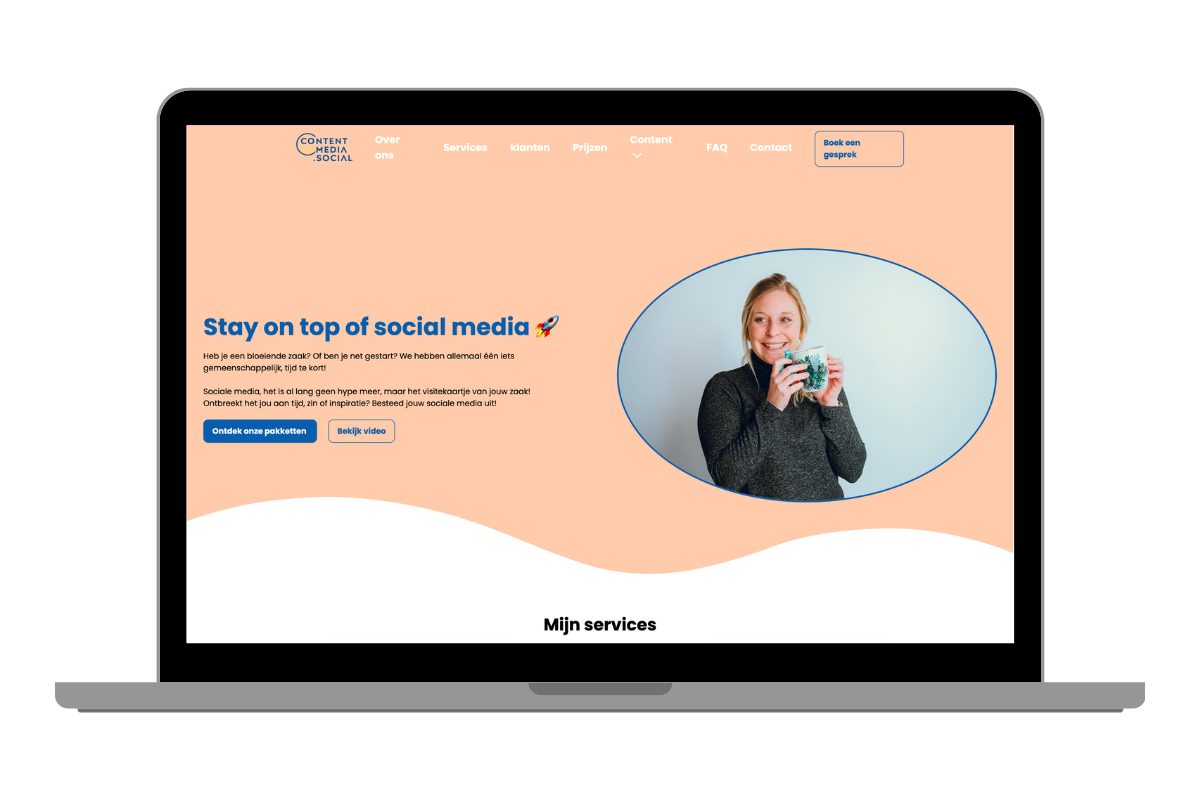 CONTENT
MEDIA
.SOCIAL
Over
ons
Services
klanten
Prijzen
Content
FAQ
Contact
Boek een
gesprek
Stay on top of social media 🚀
Heb je een bloeiende zaak? Of ben je net gestart? We hebben allemaal één iets
gemeenschappelijk, tijd te kort!
Sociale media, het is al lang geen hype meer, maar het visitekaartje van jouw zaak!
Ontbreekt het jou aan tijd, zin of inspiratie? Besteed jouw sociale media uit!
Ontdek onze pakketten
Bekijk video
Mijn services